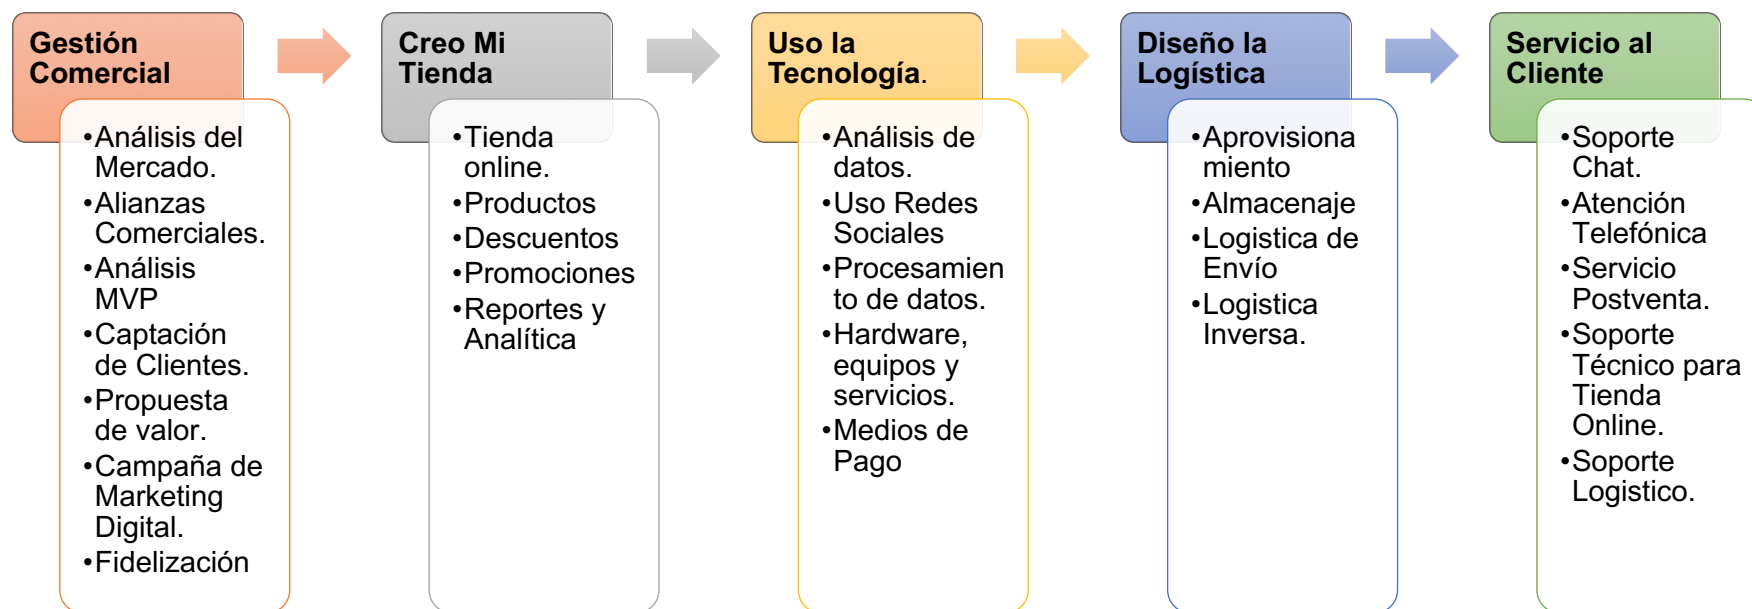 Gestión
Comercial
•Análisis del
Mercado.
•Alianzas
Comerciales.
•Análisis
MVP
•Captación
de Clientes.
•Propuesta
de valor.
•Campaña de
Marketing
Digital.
•Fidelización
Creo Mi
Tienda
•Tienda
online.
•Productos
•Descuentos
•Promociones
•Reportes y
Analítica
Uso la
Tecnología.
•Análisis de
datos.
•Uso Redes
Sociales
•Procesamien
to de datos.
•Hardware,
equipos y
servicios.
•Medios de
Pago
Diseño la
Logística
•Aprovisiona
miento
•Almacenaje
•Logistica de
Envío
•Logistica
Inversa.
Servicio al
Cliente
•Soporte
Chat.
•Atención
Telefónica
•Servicio
Postventa.
•Soporte
Técnico para
Tienda
Online.
•Soporte
Logistico.